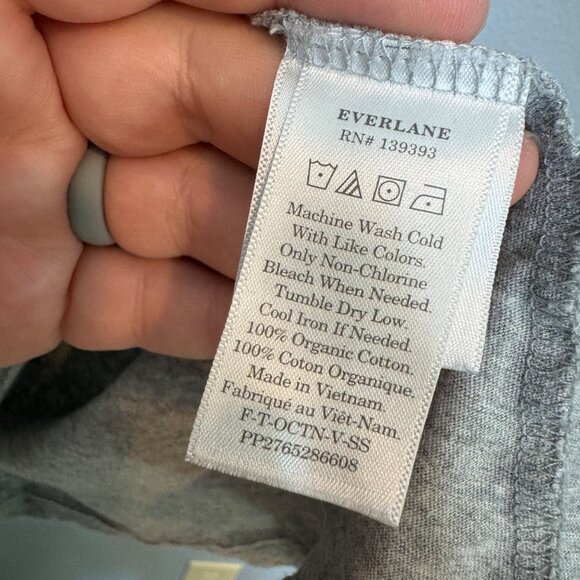 EVERLANE
RN# 139393
Machine Wash Cold
With Like Colors.
Only Non-Chlorine
Bleach When Needed.
Tumble Dry Low.
Cool Iron If Needed.
100% Organic Cotton.
100% Coton Organique.
Made in Vietnam.
Fabriqué au Viêt-Nam.
F-T-OCTN-V-SS
PP2765286608